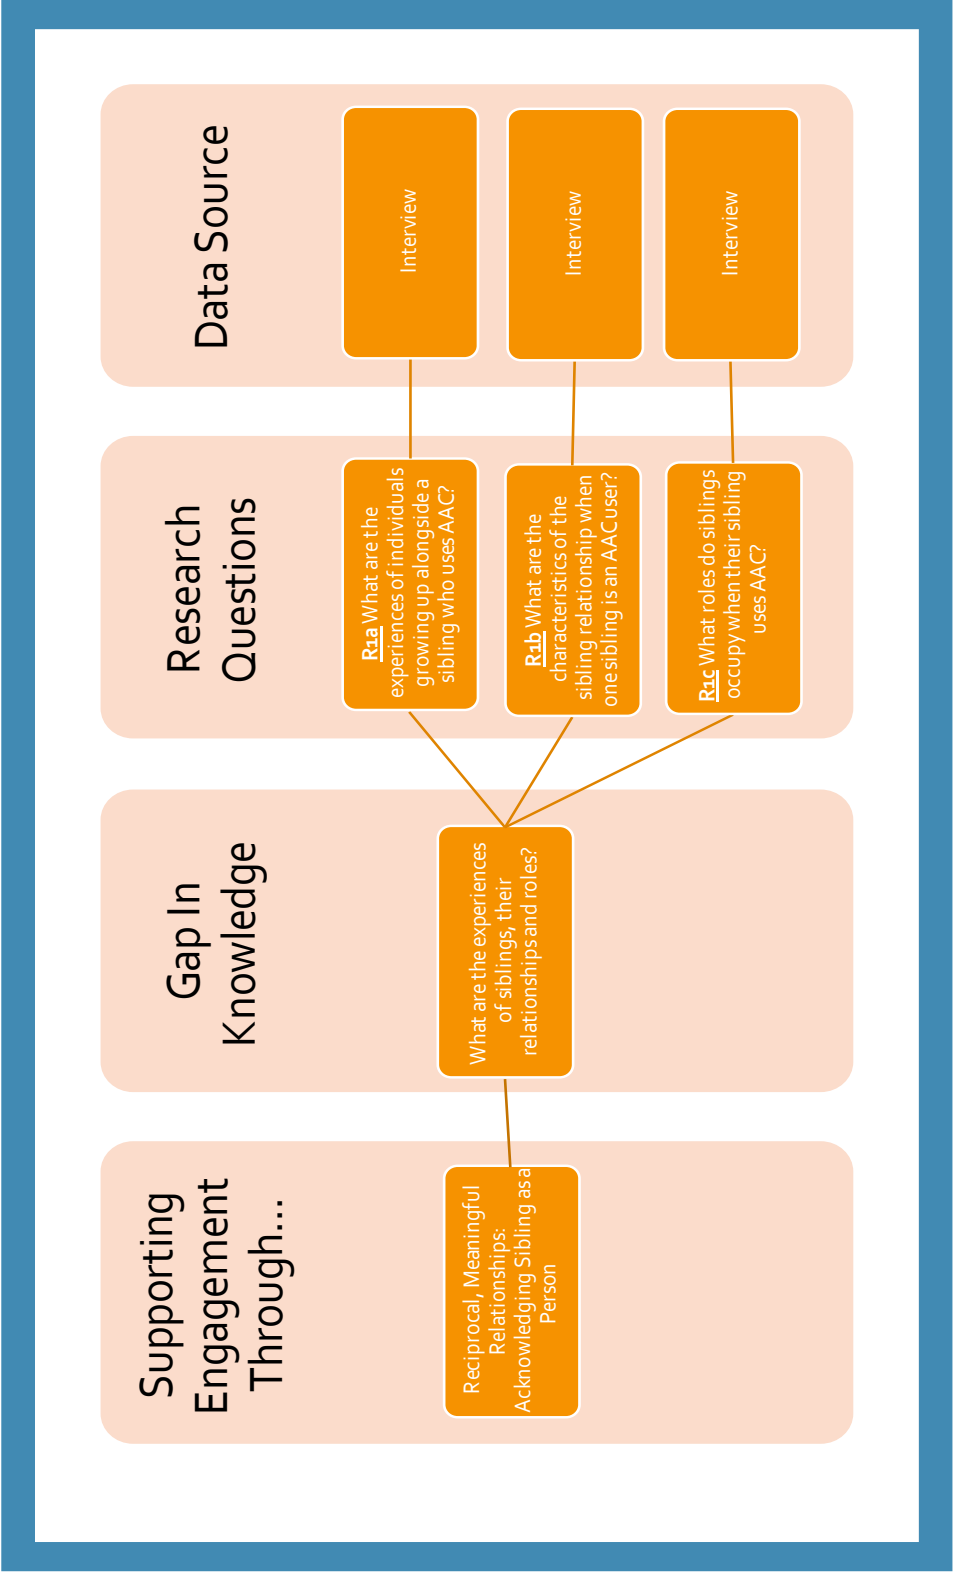 Supporting
Engagement
Through...
Reciprocal, Meaningful
Relationships:
Acknowledging Sibling as a
Person
Gap In
Knowledge
What are the experiences
of siblings, their
relationships and roles?
Research
Questions
R1a What are the
experiences of individuals
growing up alongside a
sibling who uses AAC?
R1b What are the
characteristics of the
sibling relationship when
one sibling is an AAC user?
R1c What roles do siblings
occupy when their sibling
uses AAC?
Data Source
Interview
Interview
Interview